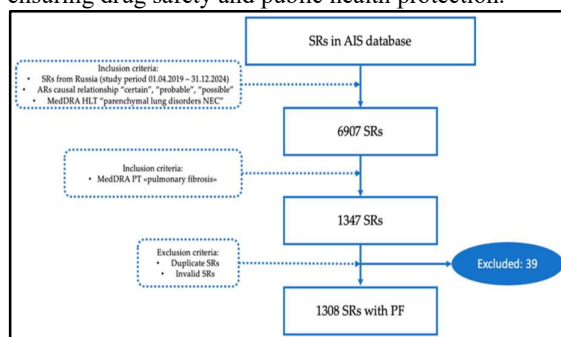 ensuring drug safety and public health protection.
SRs in AIS database
Inclusion criteria:
• SRs from Russia (study period 01.04.2019 – 31.12.2024)
• ARs causal relationship “certain”, “probable”, “possible”
• MedDRA HLT “parenchymal lung disorders NEC”
6907 SRs
Inclusion criteria:
• MedDRA PT «pulmonary fibrosis»
1347 SRs
Exclusion criteria:
• Duplicate SRs
• Invalid SRs
Excluded: 39
1308 SRs with PF